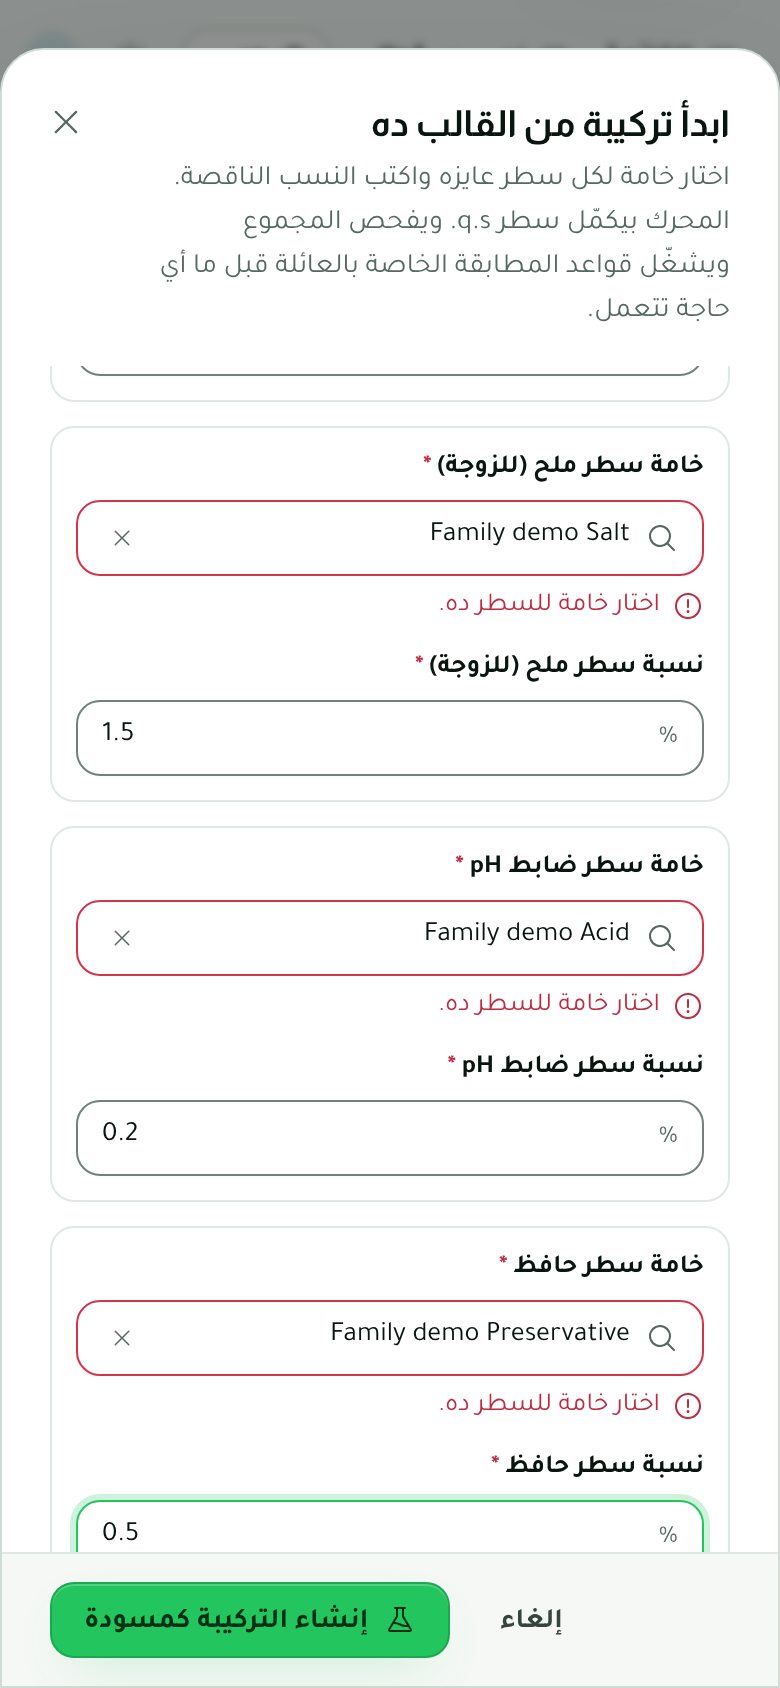 ابدأ تركيبة من القالب ده
اختار خامة لكل سطر عايزه واكتب النسب الناقصة.
المحرك بيكمّل سطر q.s. ويفحص المجموع
ويشغّل قواعد المطابقة الخاصة بالعائلة قبل ما أي
حاجة تتعمل.
خامة سطر ملح (للزوجة) *
Family demo Salt
اختار خامة للسطر ده.
نسبة سطر ملح (للزوجة) *
1.5 %
خامة سطر ضابط pH *
Family demo Acid
اختار خامة للسطر ده.
نسبة سطر ضابط pH *
0.2 %
خامة سطر حافظ *
Family demo Preservative
اختار خامة للسطر ده.
نسبة سطر حافظ *
0.5 %
إلغاء
إنشاء التركيبة كمسودة